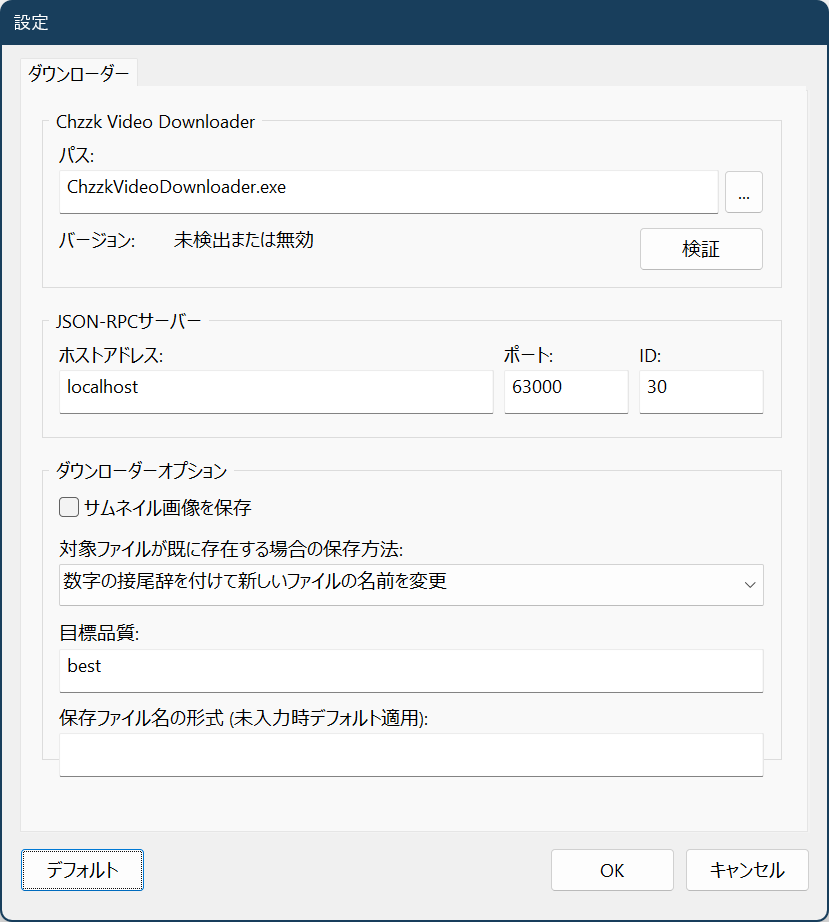 設定
ダウンローダー
Chzzk Video Downloader
パス:
ChzzkVideoDownloader.exe
...
バージョン: 未検出または無効
検証
JSON-RPCサーバー
ホストアドレス: ポート: ID:
localhost 63000 30
ダウンローダーオプション
サムネイル画像を保存
対象ファイルが既に存在する場合の保存方法:
数字の接尾辞を付けて新しいファイルの名前を変更
目標品質:
best
保存ファイル名の形式 (未入力時デフォルト適用):
デフォルト OK キャンセル